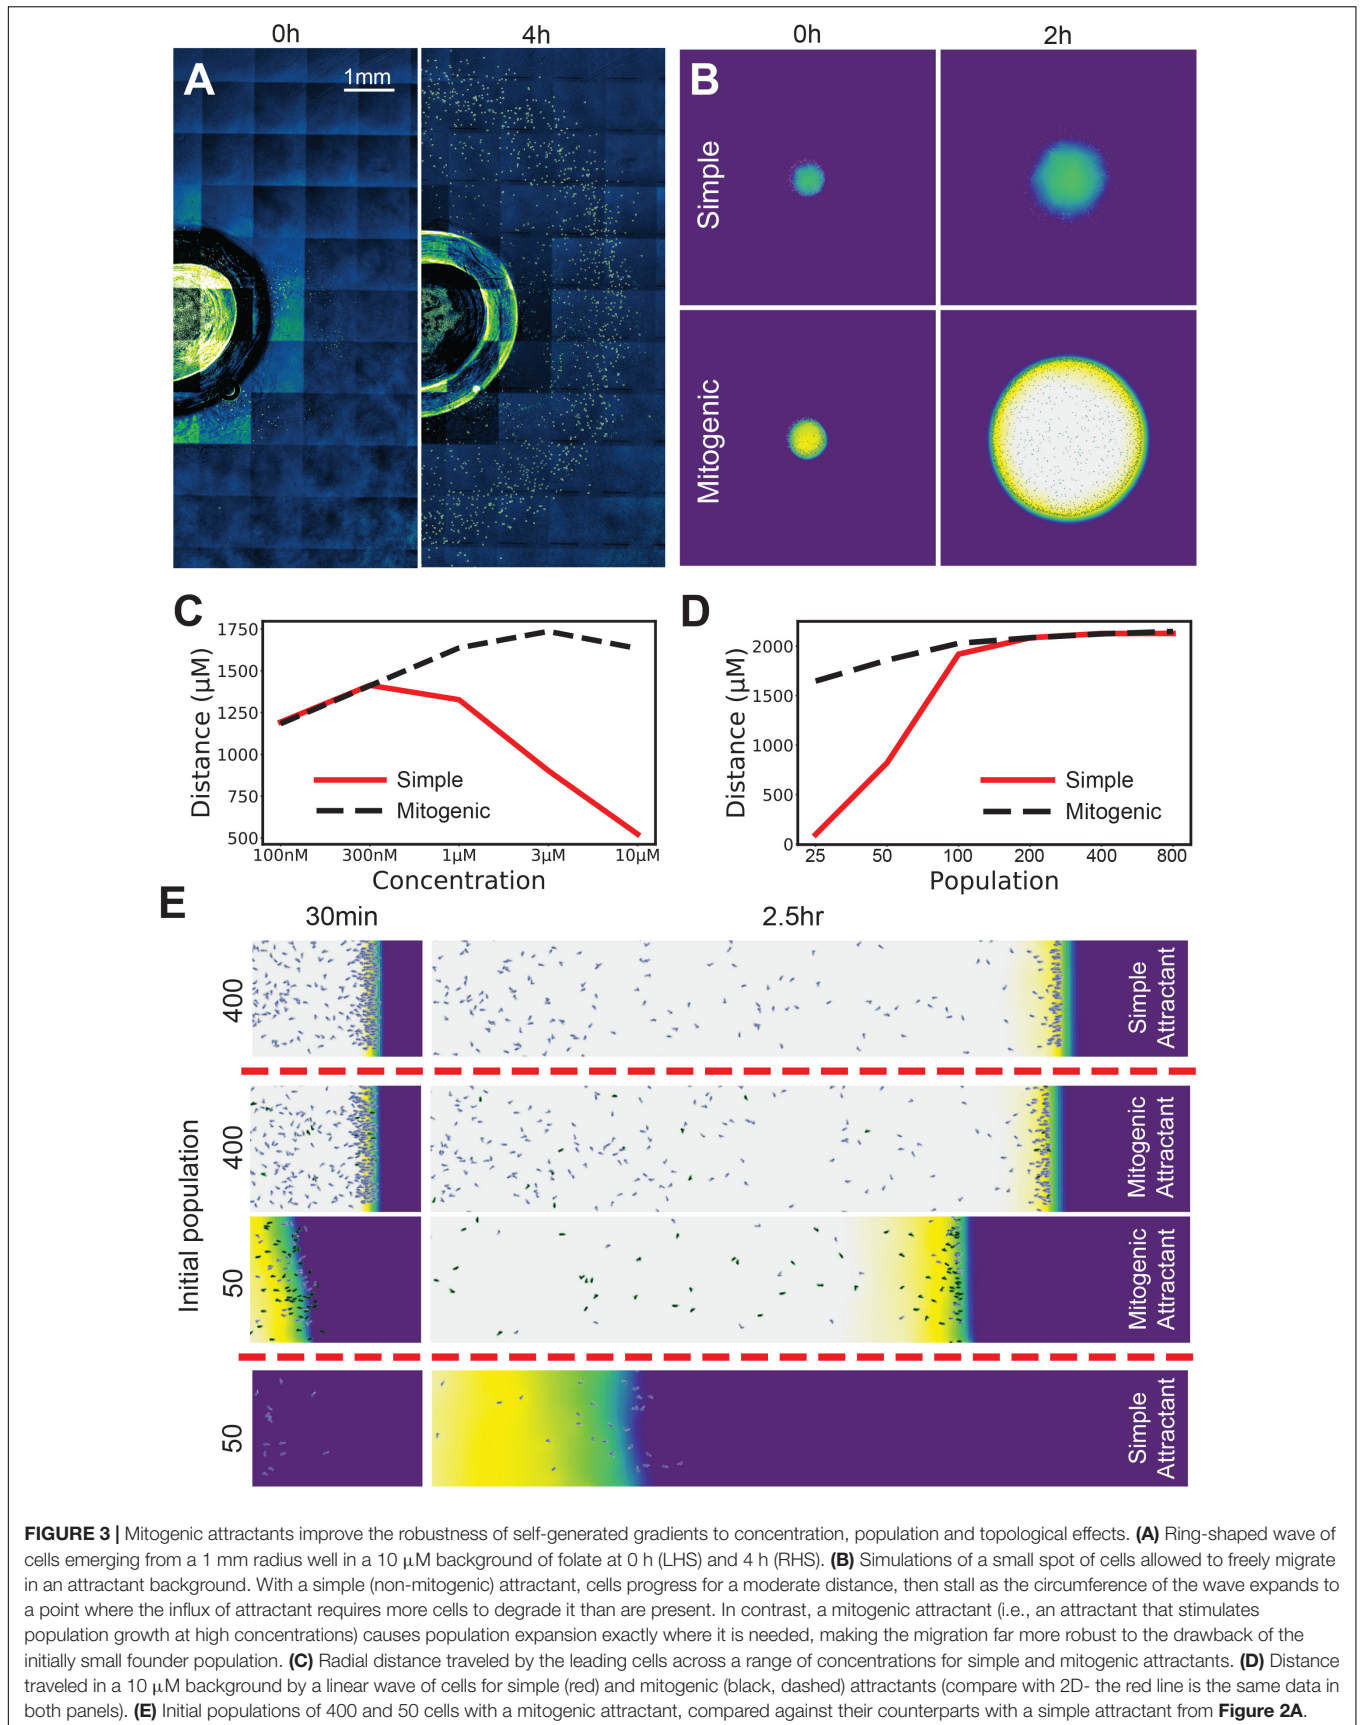 0h
4h
0h
2h
A
1mm
B
Simple
Mitogenic
C
1750
1500
1250
1000
750
500
Distance (μM)
Simple
Mitogenic
100nM
300nM
1μM
3μM
10μM
Concentration
D
2000
1500
1000
500
0
Distance (μM)
Simple
Mitogenic
25
50
100
200
400
800
Population
E
30min
2.5hr
Initial population
400
Simple
Attractant
400
Mitogenic
Attractant
50
Mitogenic
Attractant
50
Simple
Attractant
FIGURE 3 | Mitogenic attractants improve the robustness of self-generated gradients to concentration, population and topological effects. (A) Ring-shaped wave of
cells emerging from a 1 mm radius well in a 10 μM background of folate at 0 h (LHS) and 4 h (RHS). (B) Simulations of a small spot of cells allowed to freely migrate
in an attractant background. With a simple (non-mitogenic) attractant, cells progress for a moderate distance, then stall as the circumference of the wave expands to
a point where the influx of attractant requires more cells to degrade it than are present. In contrast, a mitogenic attractant (i.e., an attractant that stimulates
population growth at high concentrations) causes population expansion exactly where it is needed, making the migration far more robust to the drawback of the
initially small founder population. (C) Radial distance traveled by the leading cells across a range of concentrations for simple and mitogenic attractants. (D) Distance
traveled in a 10 μM background by a linear wave of cells for simple (red) and mitogenic (black, dashed) attractants (compare with 2D- the red line is the same data in
both panels). (E) Initial populations of 400 and 50 cells with a mitogenic attractant, compared against their counterparts with a simple attractant from Figure 2A.